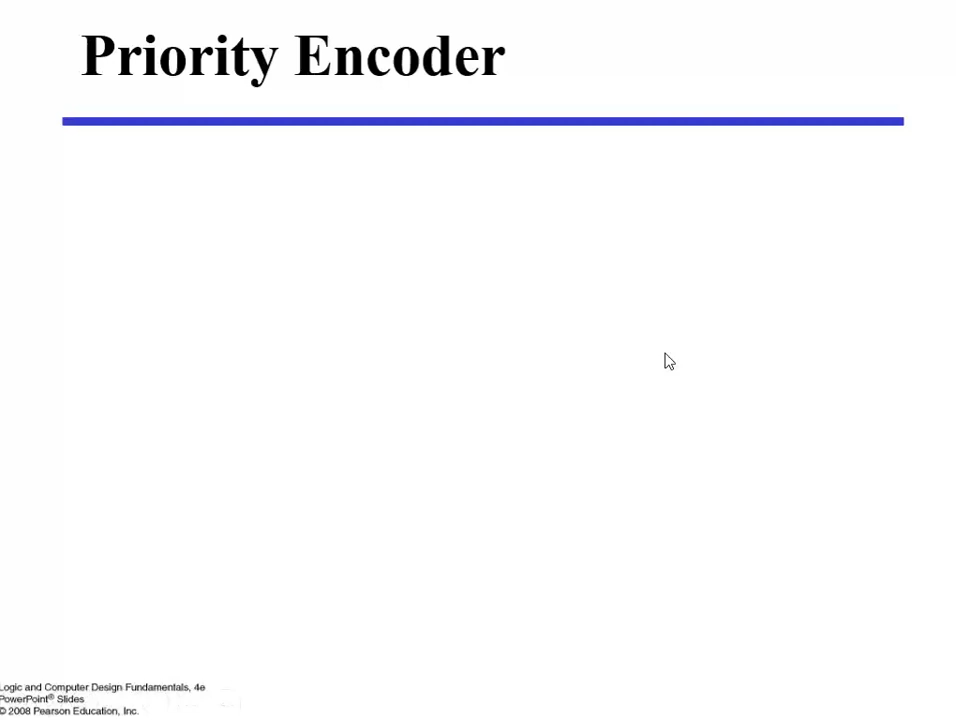 Priority Encoder
Logic and Computer Design Fundamentals, 4e
PowerPoint® Slides
© 2008 Pearson Education, Inc.